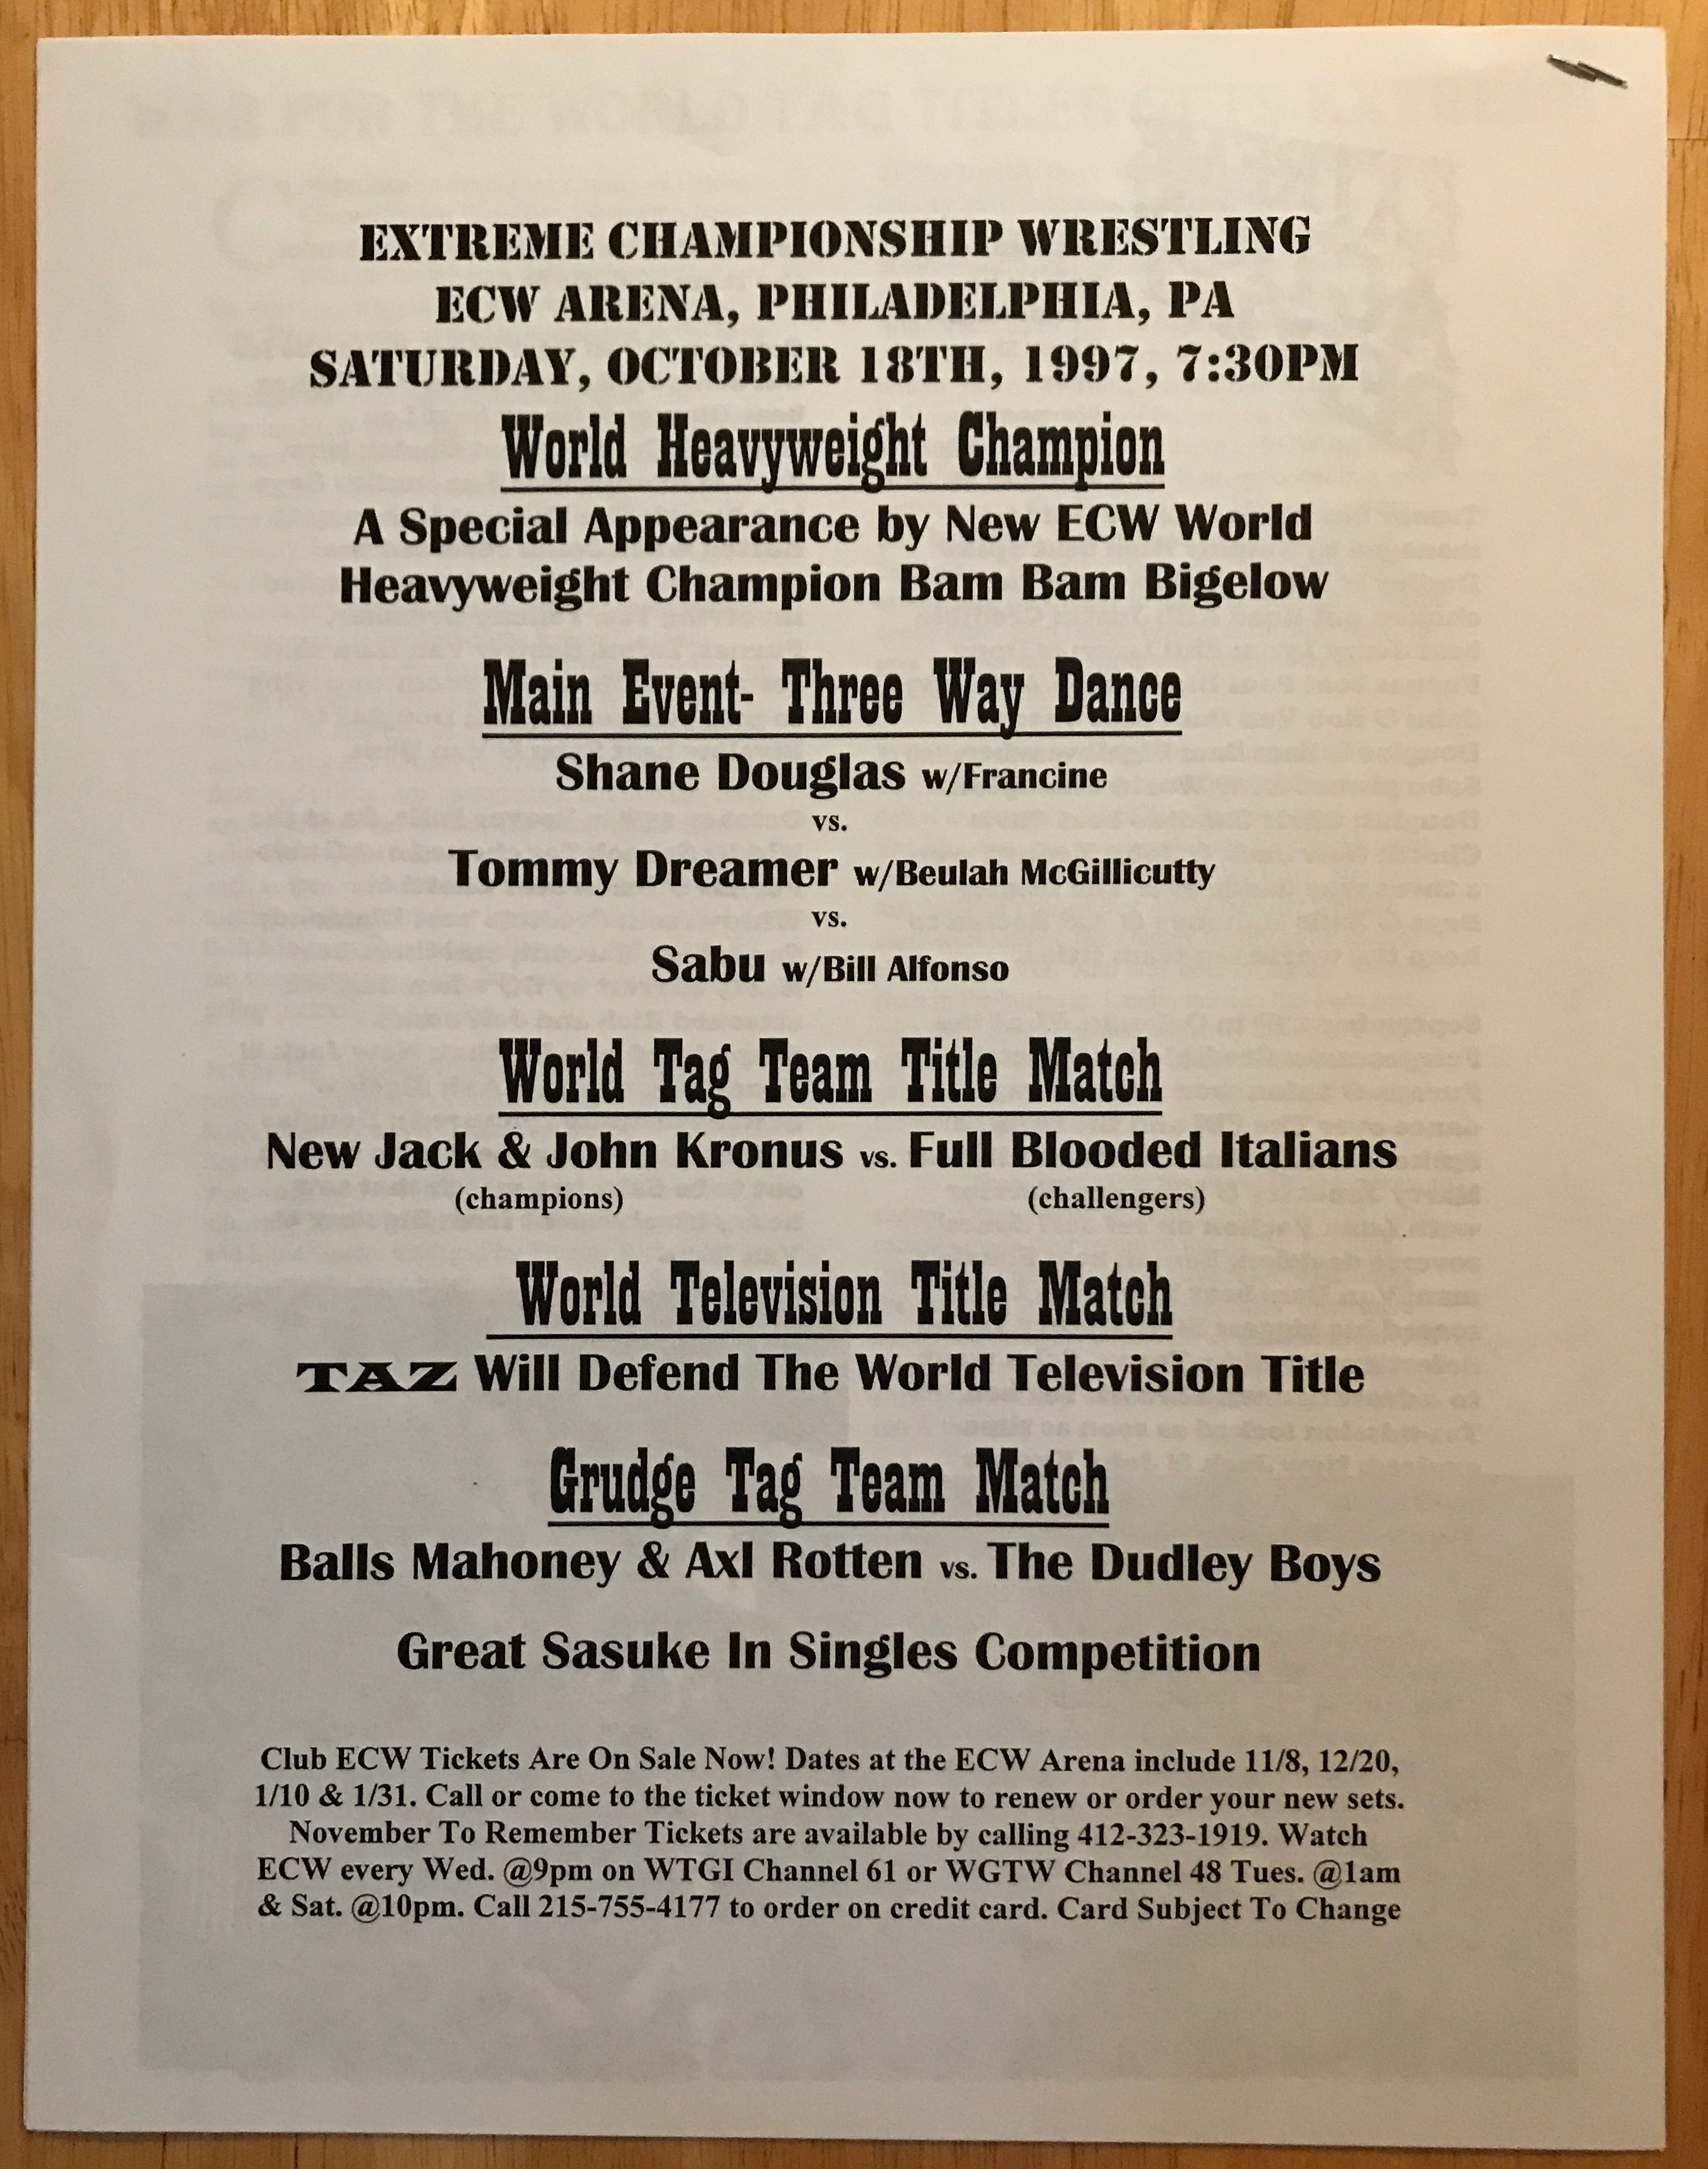 EXTREME CHAMPIONSHIP WRESTLING
ECW ARENA, PHILADELPHIA, PA
SATURDAY, OCTOBER 18TH, 1997, 7:30PM
World Heavyweight Champion
A Special Appearance by New ECW World
Heavyweight Champion Bam Bam Bigelow
Main Event- Three Way Dance
Shane Douglas w/Francine
vs.
Tommy Dreamer w/Beulah McGillicutty
vs.
Sabu w/Bill Alfonso
World Tag Team Title Match
New Jack & John Kronus vs. Full Blooded Italians
(champions) (challengers)
World Television Title Match
TAZ Will Defend The World Television Title
Grudge Tag Team Match
Balls Mahoney & Axl Rotten vs. The Dudley Boys
Great Sasuke In Singles Competition
Club ECW Tickets Are On Sale Now! Dates at the ECW Arena include 11/8, 12/20,
1/10 & 1/31. Call or come to the ticket window now to renew or order your new sets.
November To Remember Tickets are available by calling 412-323-1919. Watch
ECW every Wed. @9pm on WTGI Channel 61 or WGTW Channel 48 Tues. @1am
& Sat. @10pm. Call 215-755-4177 to order on credit card. Card Subject To Change